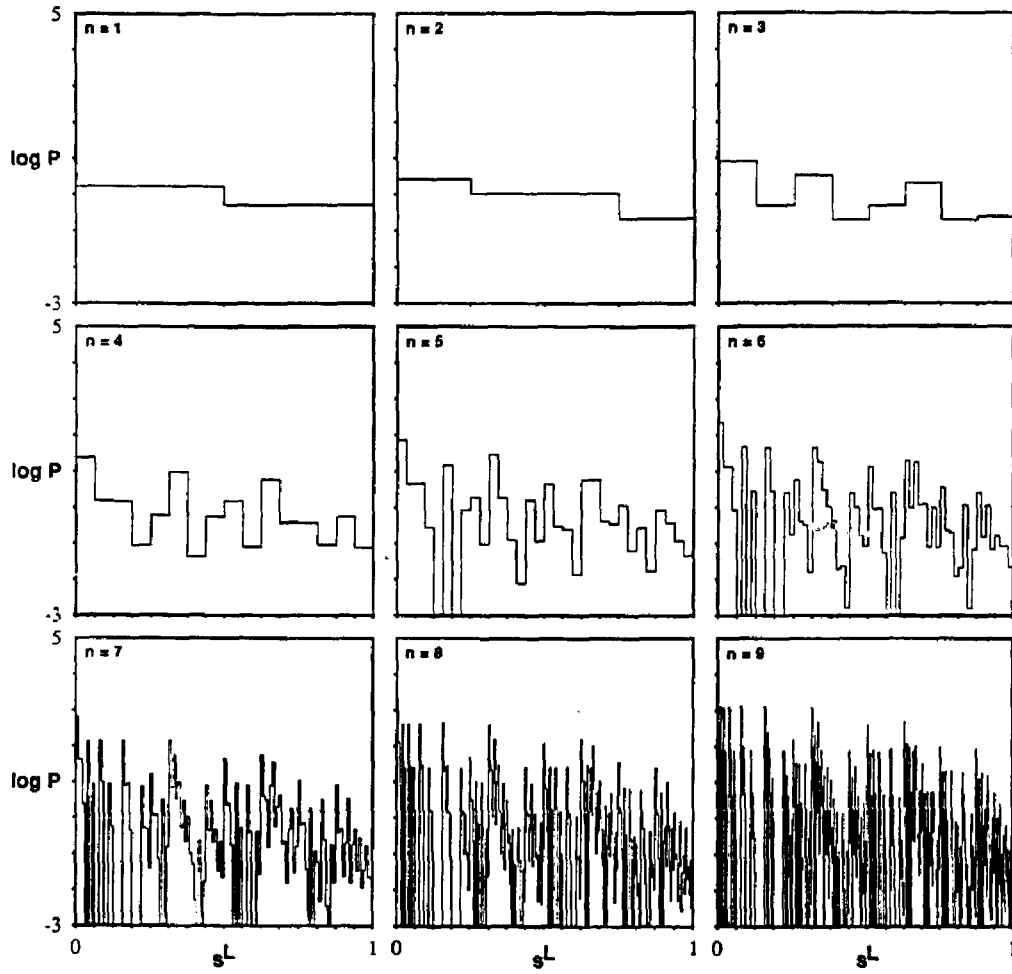 5
n = 1
n = 2
n = 3
log P
-3
5
n = 4
n = 5
n = 6
log P
-3
5
n = 7
n = 8
n = 9
log P
-3
0
s^L
1
0
s^L
1
0
s^L
1